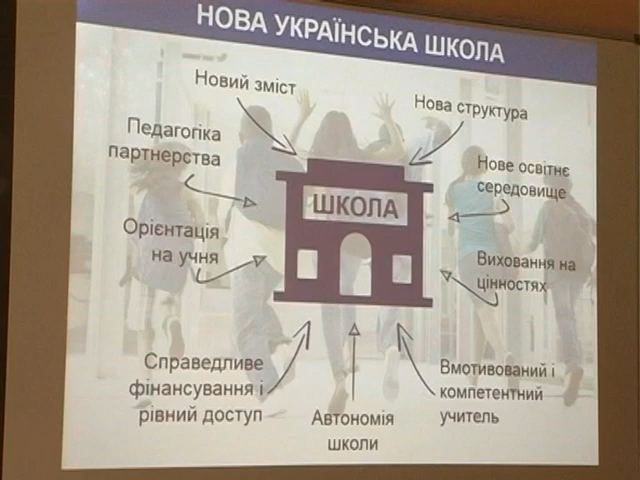 НОВА УКРАЇНСЬКА ШКОЛА
Новий зміст
Нова структура
Педагогіка
партнерства
Нове освітнє
середовище
ШКОЛА
Орієнтація
на учня
Виховання на
цінностях
Справедливе
фінансування і
рівний доступ
Автономія
школи
Вмотивований і
компетентний
учитель